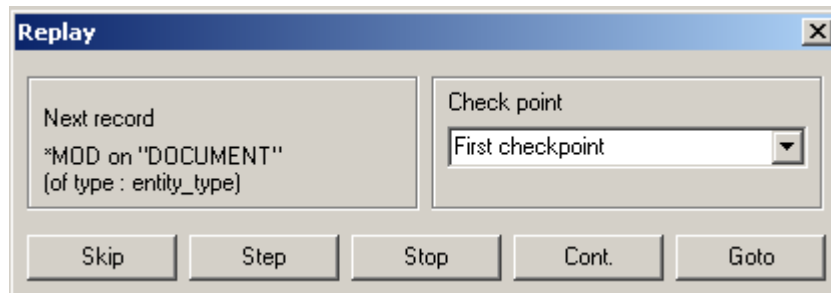 Replay
Next record
*MOD on "DOCUMENT"
(of type : entity_type)
Check point
First checkpoint
Skip
Step
Stop
Cont.
Goto